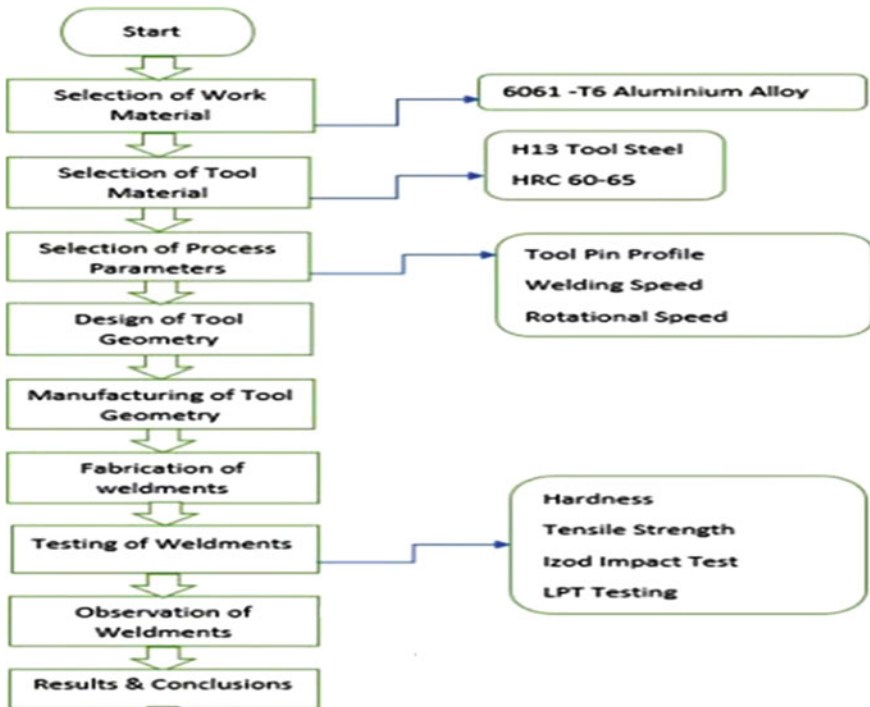 Start
Selection of Work
Material
6061 -T6 Aluminium Alloy
Selection of Tool
Material
H13 Tool Steel
HRC 60-65
Selection of Process
Parameters
Tool Pin Profile
Welding Speed
Rotational Speed
Design of Tool
Geometry
Manufacturing of Tool
Geometry
Fabrication of
weldments
Testing of Weldments
Hardness
Tensile Strength
Izod Impact Test
LPT Testing
Observation of
Weldments
Results & Conclusions